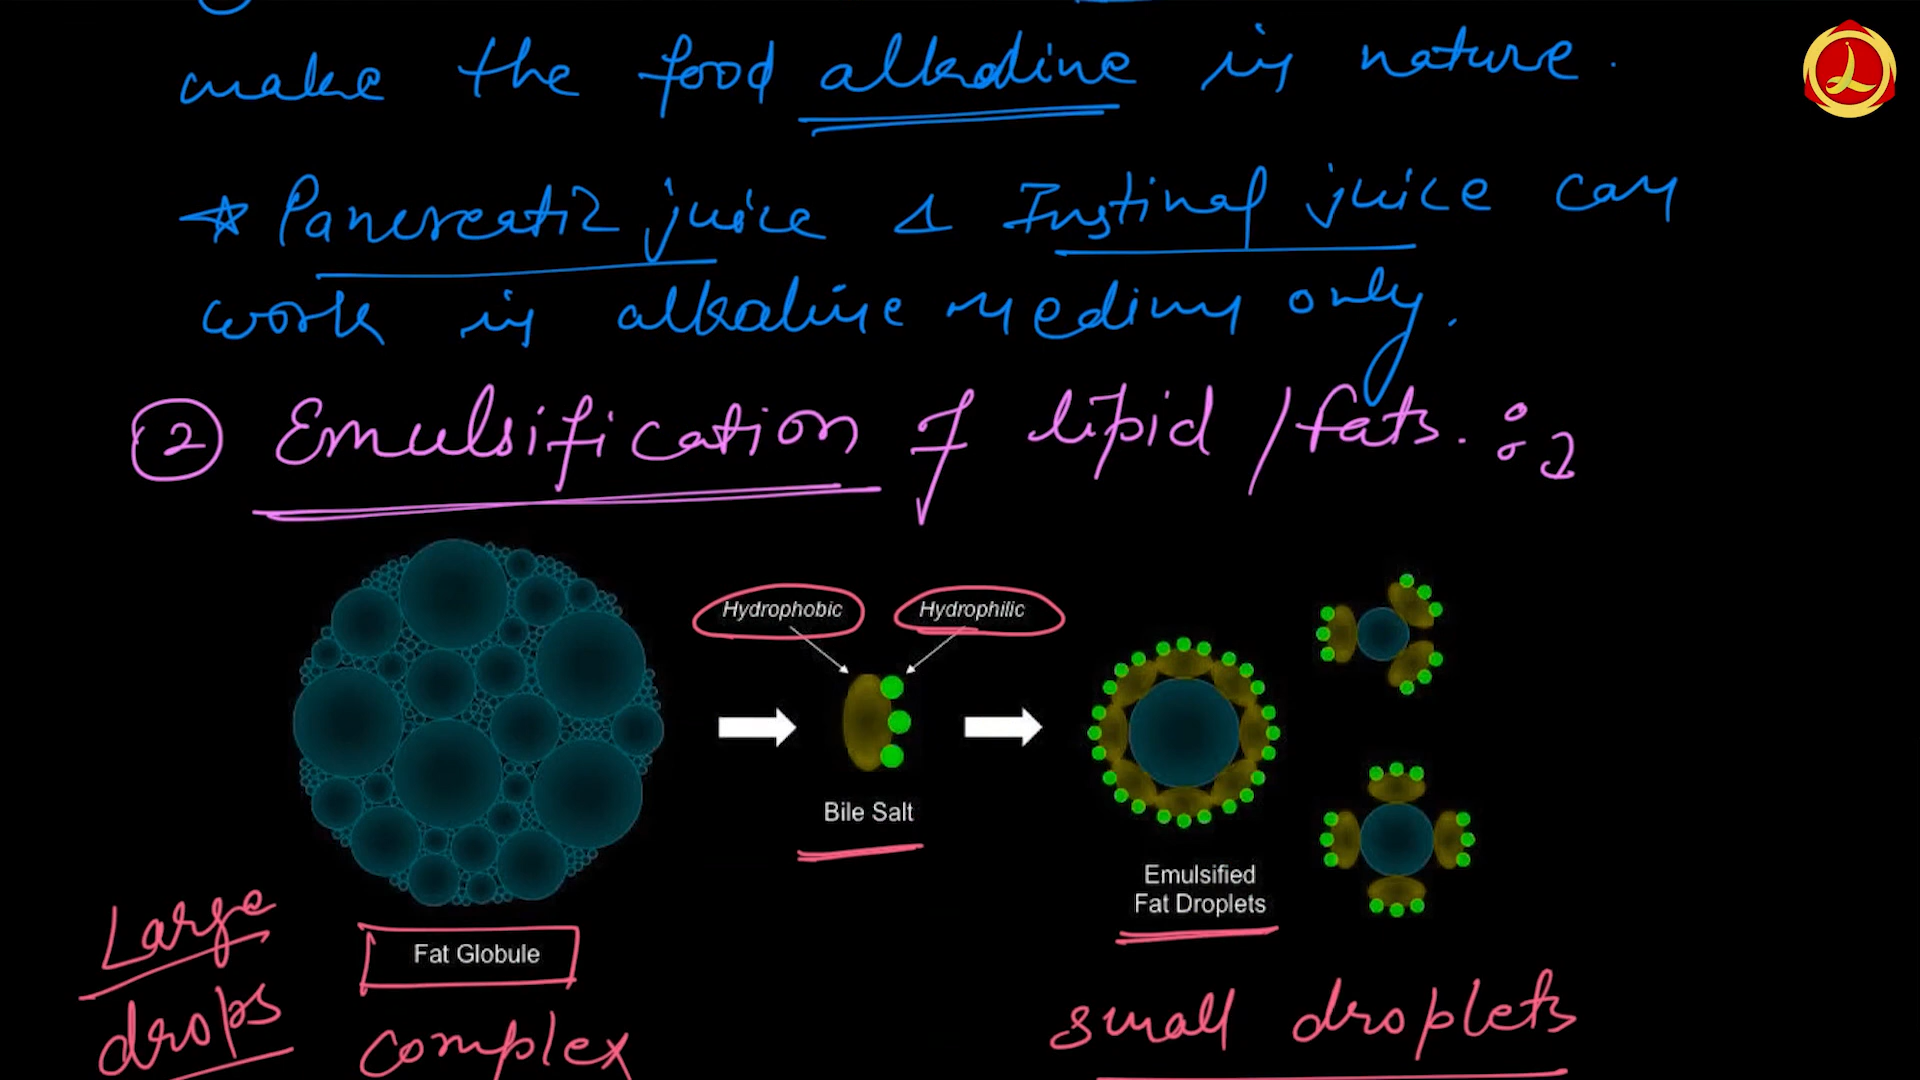 make the food alkaline in nature.
☆ Pancreatic juice & Instinal juice can
work in alkaline medium only.
② Emulsification of lipid / fats. :-
Hydrophobic Hydrophilic
Bile Salt
Emulsified
Fat Droplets
Large
Fat Globule
drops
complex
small droplets